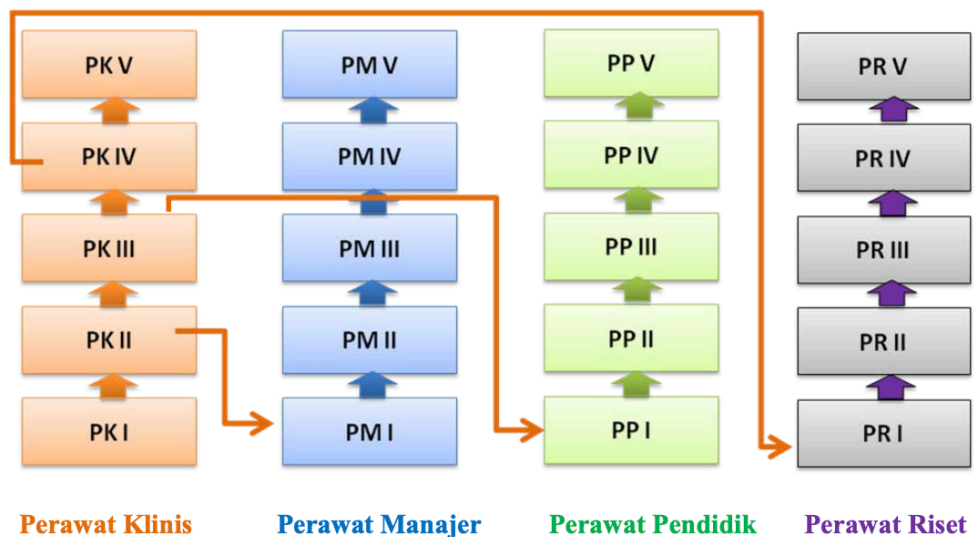 PK V
PM V
PP V
PR V
PK IV
PM IV
PP IV
PR IV
PK III
PM III
PP III
PR III
PK II
PM II
PP II
PR II
PK I
PM I
PP I
PR I
Perawat Klinis
Perawat Manajer
Perawat Pendidik
Perawat Riset